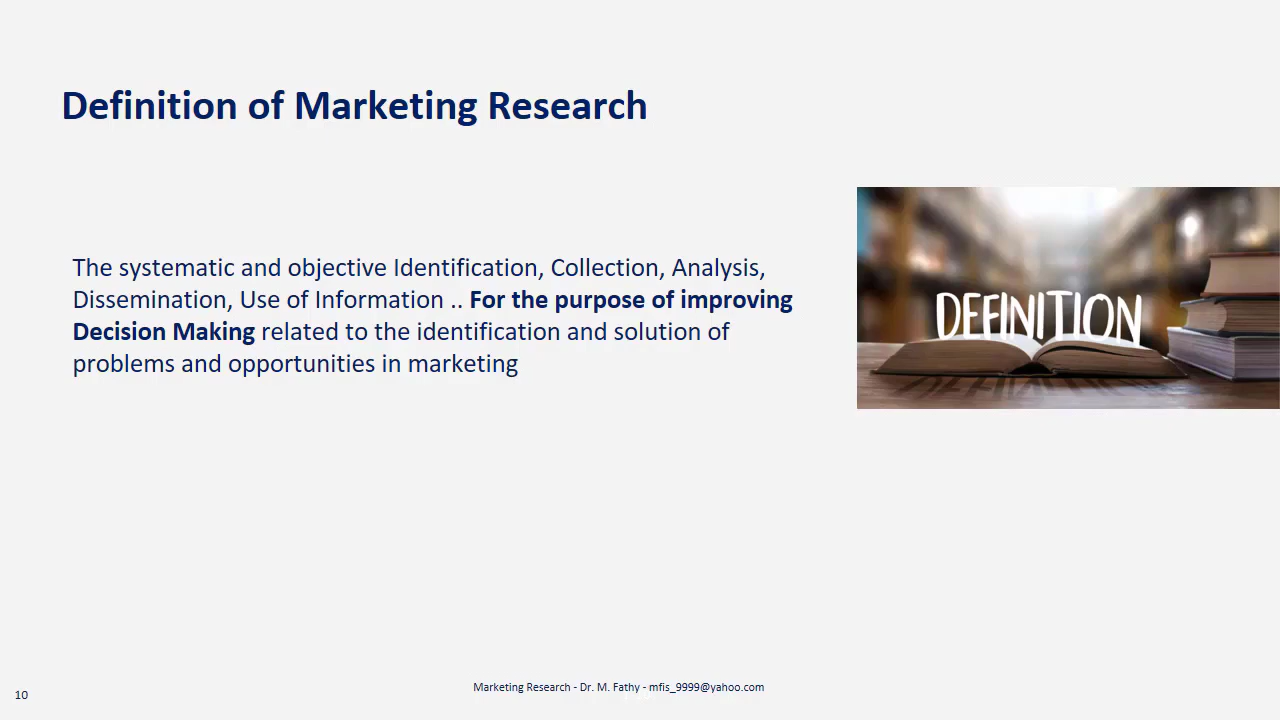 Definition of Marketing Research
The systematic and objective Identification, Collection, Analysis,
Dissemination, Use of Information .. For the purpose of improving
Decision Making related to the identification and solution of
problems and opportunities in marketing
DEFINITION
10
Marketing Research - Dr. M. Fathy - mfis_9999@yahoo.com